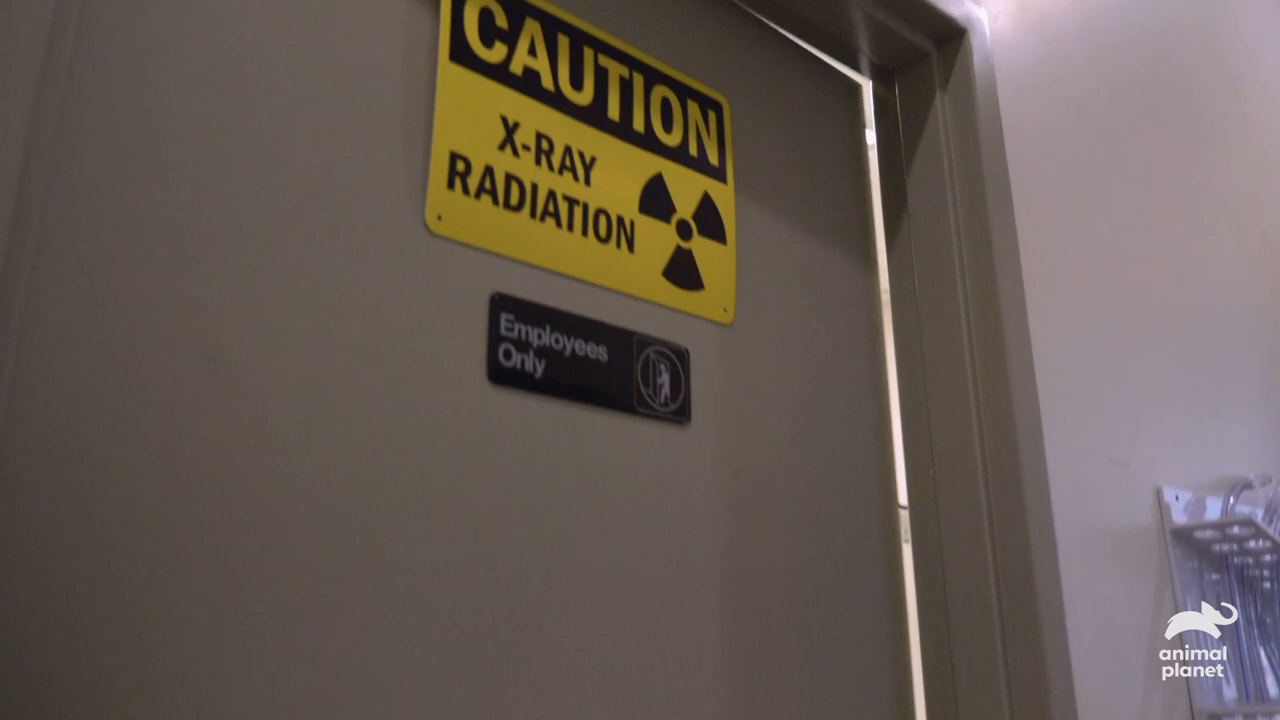 CAUTION
X-RAY
RADIATION
Employees
Only
animal
planet